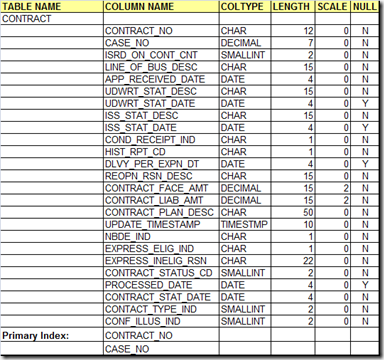 TABLE NAME COLUMN NAME COLTYPE LENGTH SCALE NULL
CONTRACT
CONTRACT_NO CHAR 12 0 N
CASE_NO DECIMAL 7 0 N
ISRD_ON_CONT_CNT SMALLINT 2 0 N
LINE_OF_BUS_DESC CHAR 15 0 N
APP_RECEIVED_DATE DATE 4 0 N
UDWRT_STAT_DESC CHAR 15 0 N
UDWRT_STAT_DATE DATE 4 0 Y
ISS_STAT_DESC CHAR 15 0 N
ISS_STAT_DATE DATE 4 0 Y
COND_RECEIPT_IND CHAR 1 0 N
HIST_RPT_CD CHAR 1 0 N
DLVY_PER_EXPN_DT DATE 4 0 Y
REOPN_RSN_DESC CHAR 15 0 N
CONTRACT_FACE_AMT DECIMAL 15 2 N
CONTRACT_LIAB_AMT DECIMAL 15 2 N
CONTRACT_PLAN_DESC CHAR 50 0 N
UPDATE_TIMESTAMP TIMESTMP 10 0 N
NBDE_IND CHAR 1 0 N
EXPRESS_ELIG_IND CHAR 1 0 N
EXPRESS_INELIG_RSN CHAR 22 0 N
CONTRACT_STATUS_CD SMALLINT 2 0 N
PROCESSED_DATE DATE 4 0 Y
CONTRACT_STAT_DATE DATE 4 0 N
CONTACT_TYPE_IND SMALLINT 2 0 N
CONF_ILLUS_IND SMALLINT 2 0 N
Primary Index: CONTRACT_NO
CASE_NO